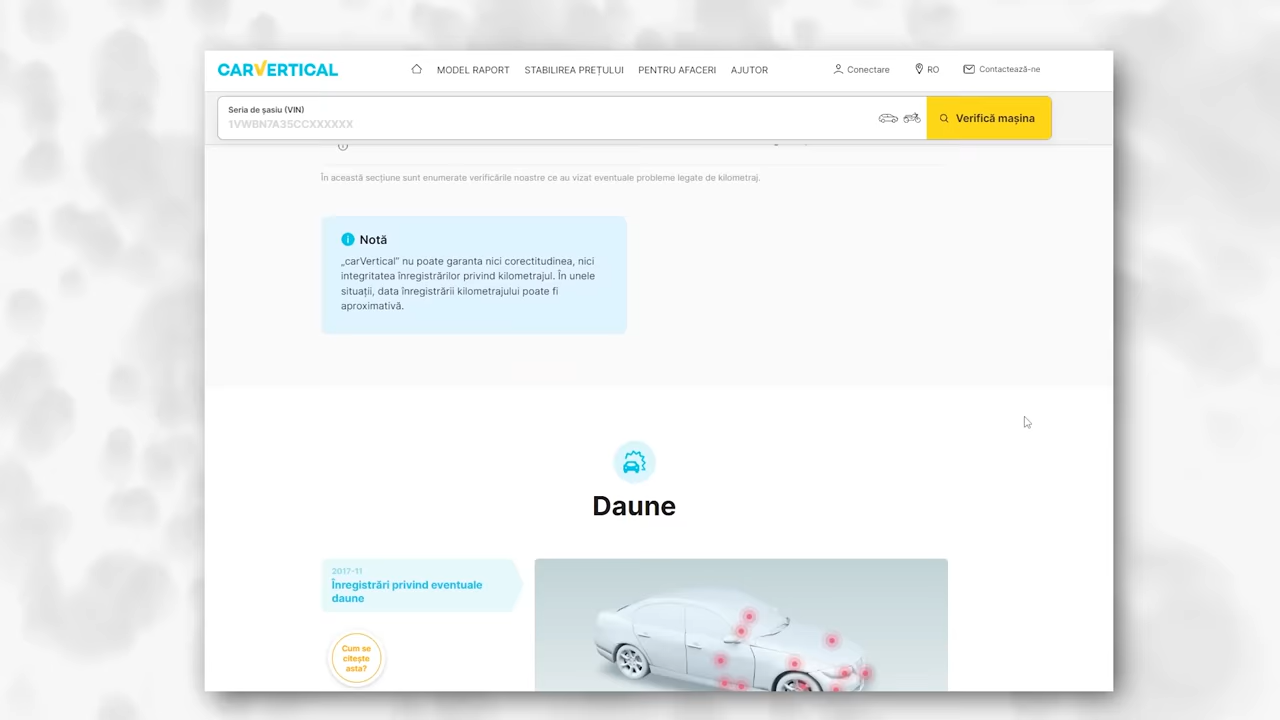 CARVERTICAL
MODEL RAPORT
STABILIREA PREȚULUI
PENTRU AFACERI
AJUTOR
Conectare
RO
Contactează-ne
Seria de șasiu (VIN)
1VWBN7A35CCXXXXXX
Verifică mașina
În această secțiune sunt enumerate verificările noastre ce au vizat eventuale probleme legate de kilometraj.
Notă
„carVertical” nu poate garanta nici corectitudinea, nici
integritatea înregistrărilor privind kilometrajul. În unele
situații, data înregistrării kilometrajului poate fi
aproximativă.
Daune
2017-11
Înregistrări privind eventuale
daune
Cum se
citește
asta?